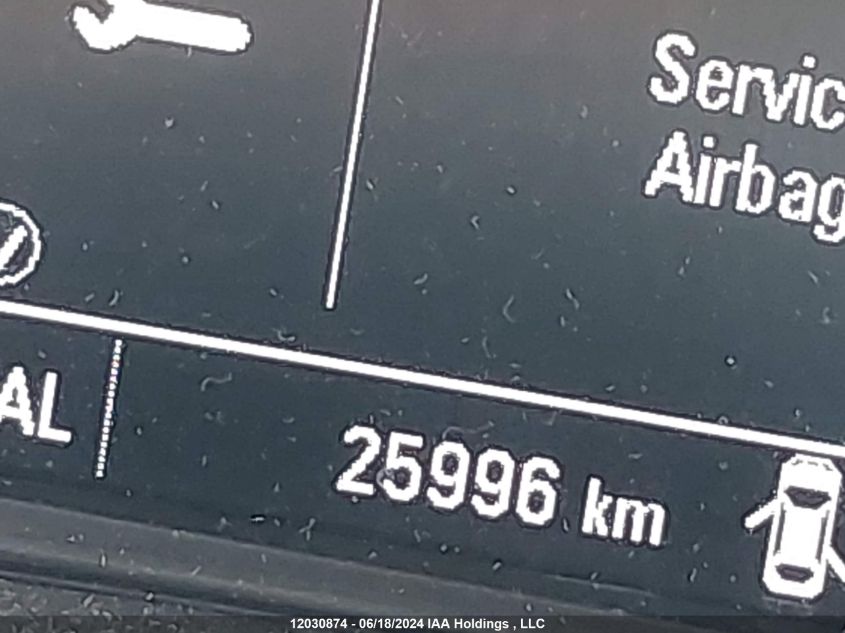 Servic
Airbag
AL
25996 km
12030874 - 06/18/2024 IAA Holdings , LLC